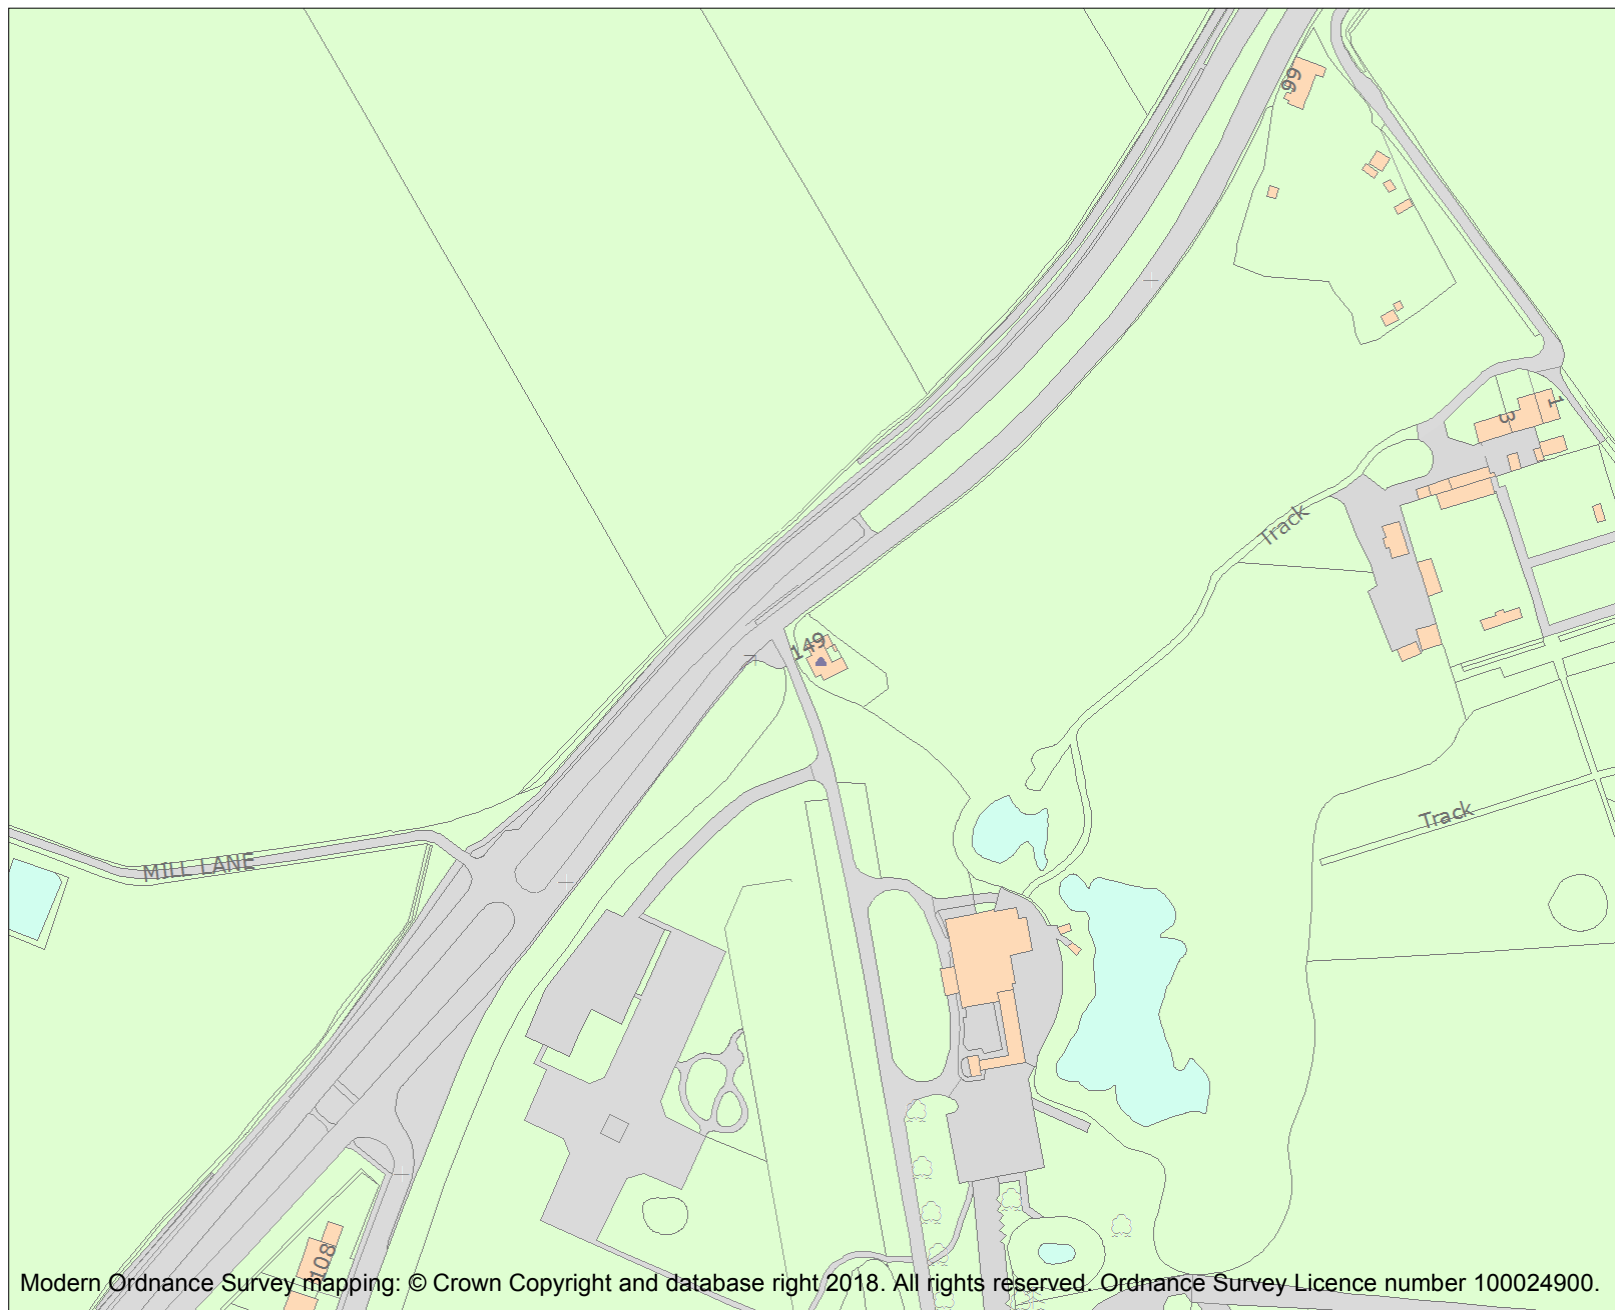 99
1
3
Track
149
Track
MILL LANE
108
Modern Ordnance Survey mapping: © Crown Copyright and database right 2018. All rights reserved. Ordnance Survey Licence number 100024900.